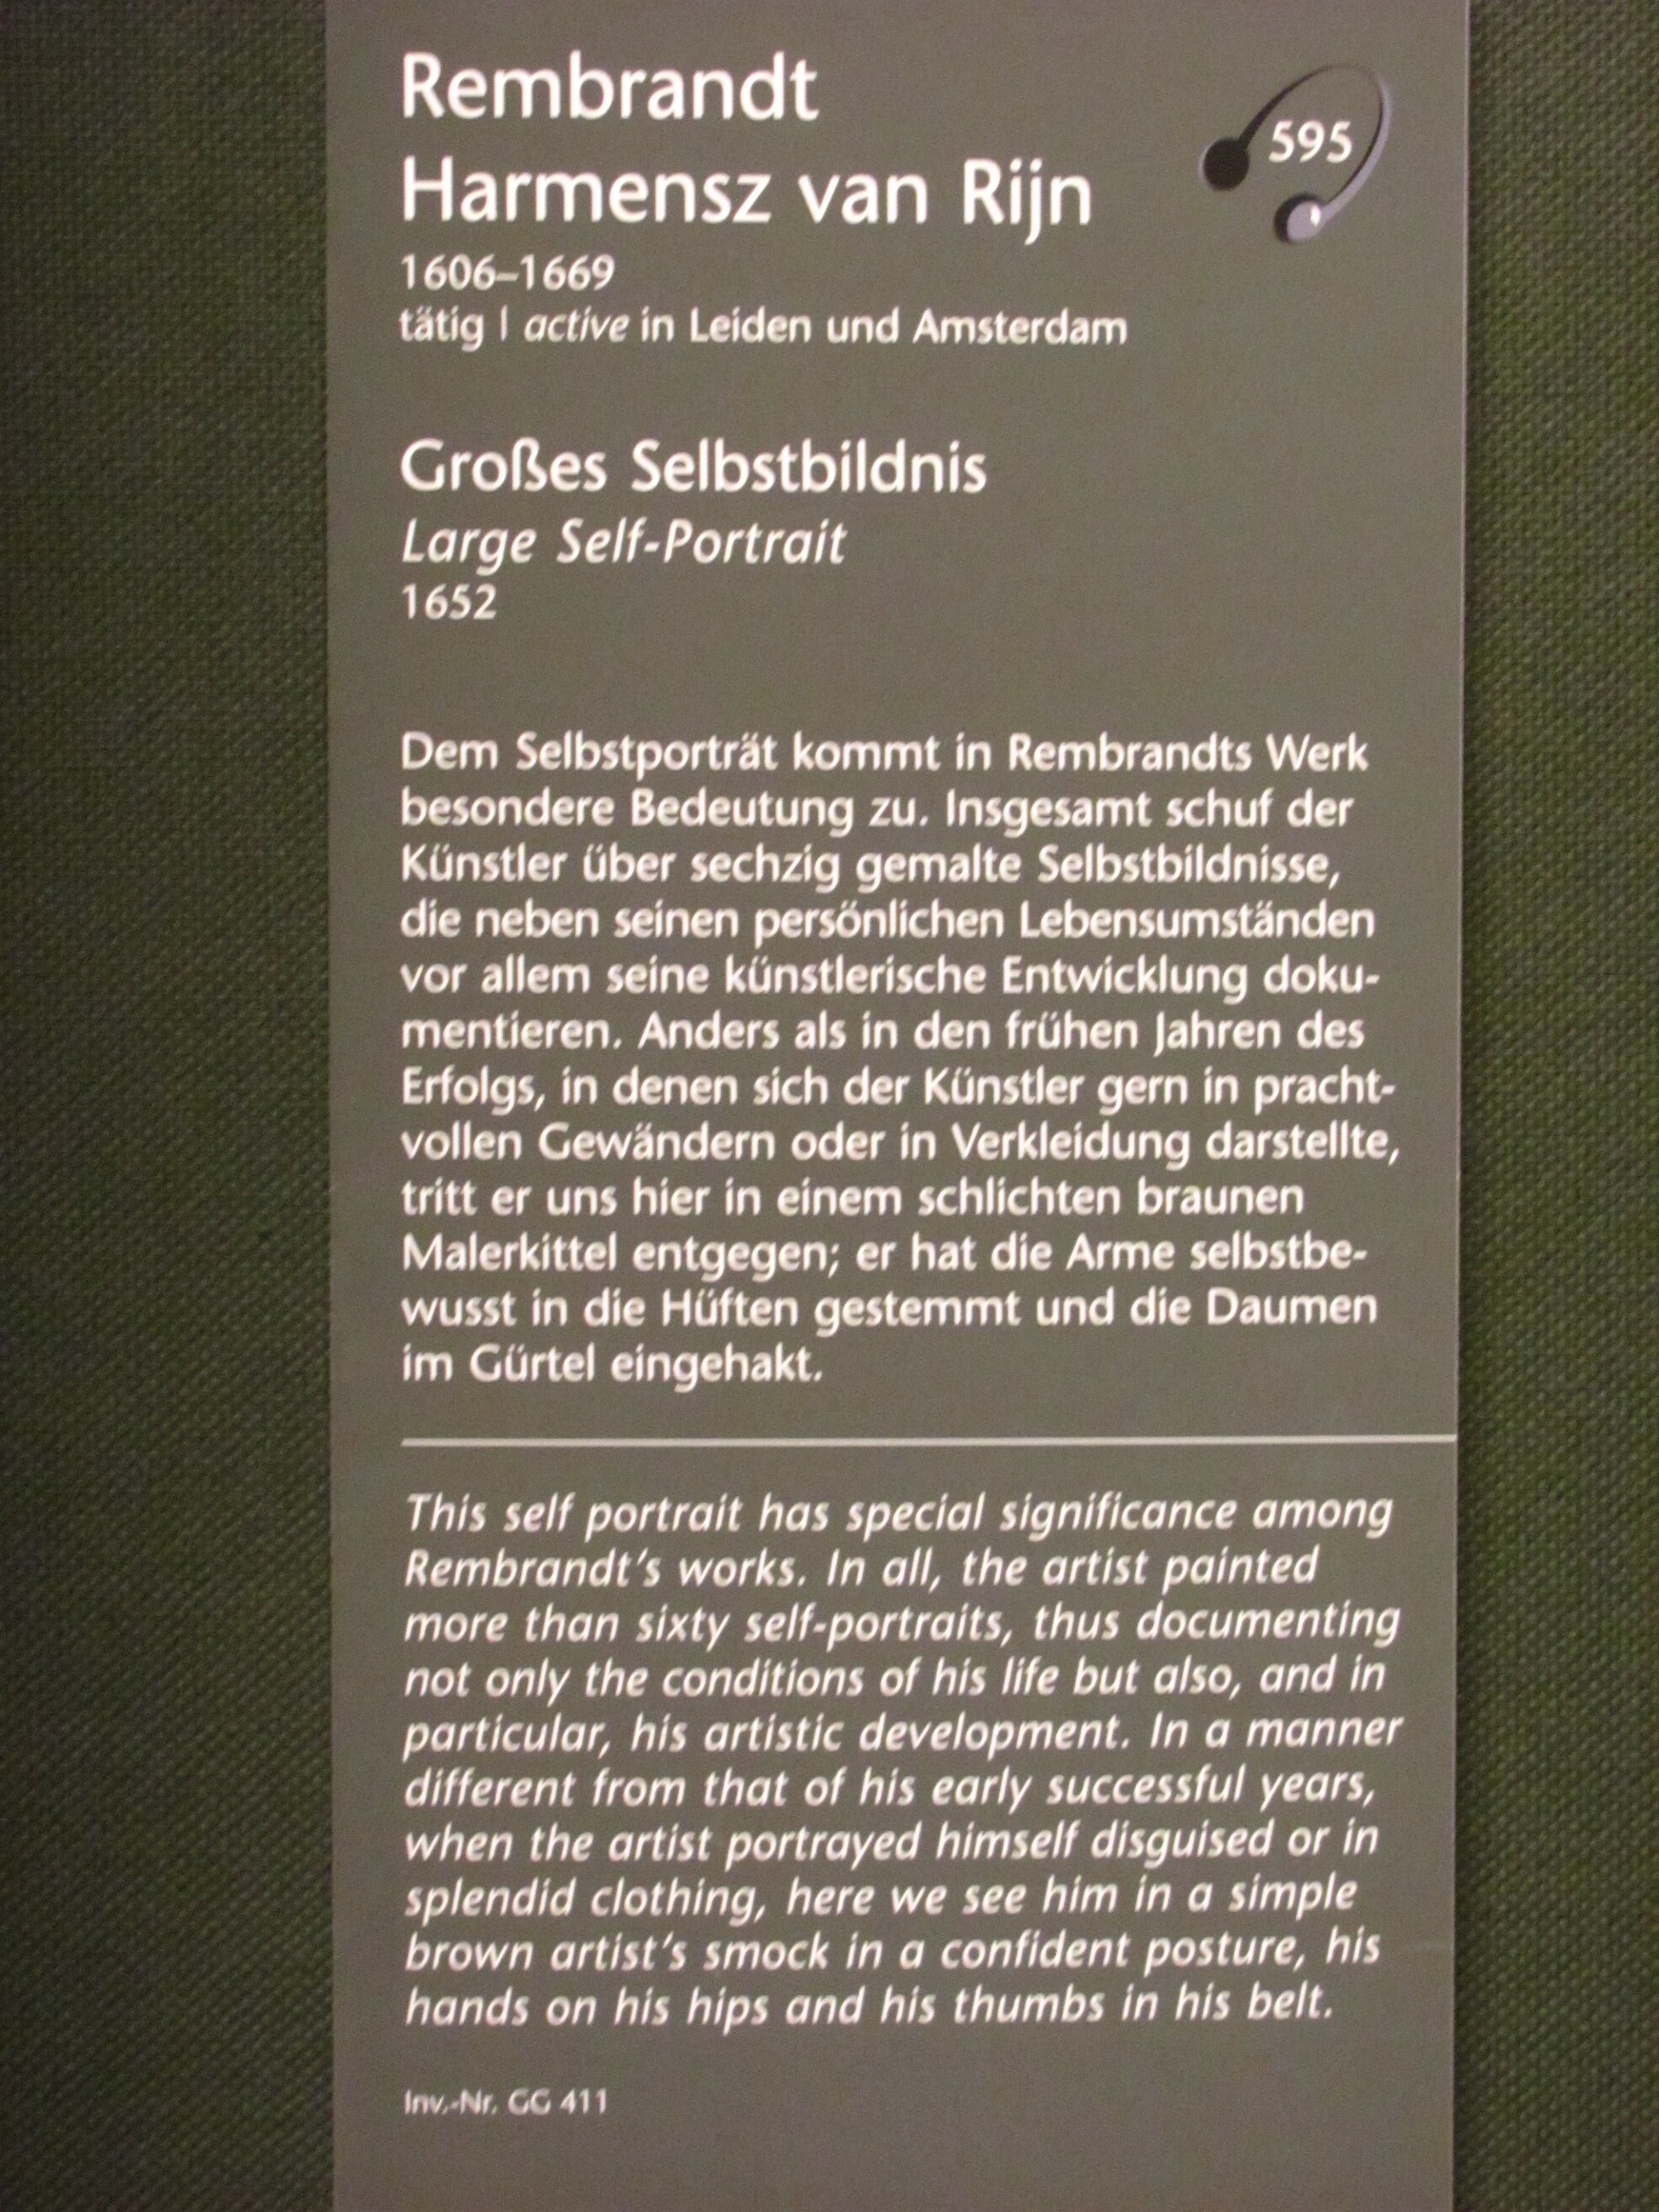 Rembrandt
Harmensz van Rijn
595
1606–1669
tätig | active in Leiden und Amsterdam
Großes Selbstbildnis
Large Self-Portrait
1652
Dem Selbstporträt kommt in Rembrandts Werk
besondere Bedeutung zu. Insgesamt schuf der
Künstler über sechzig gemalte Selbstbildnisse,
die neben seinen persönlichen Lebensumständen
vor allem seine künstlerische Entwicklung doku-
mentieren. Anders als in den frühen Jahren des
Erfolgs, in denen sich der Künstler gern in pracht-
vollen Gewändern oder in Verkleidung darstellte,
tritt er uns hier in einem schlichten braunen
Malerkittel entgegen; er hat die Arme selbstbe-
wusst in die Hüften gestemmt und die Daumen
im Gürtel eingehakt.
This self portrait has special significance among
Rembrandt's works. In all, the artist painted
more than sixty self-portraits, thus documenting
not only the conditions of his life but also, and in
particular, his artistic development. In a manner
different from that of his early successful years,
when the artist portrayed himself disguised or in
splendid clothing, here we see him in a simple
brown artist's smock in a confident posture, his
hands on his hips and his thumbs in his belt.
Inv.-Nr. GG 411